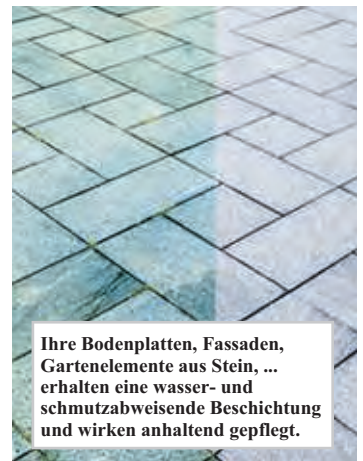 Ihre Bodenplatten, Fassaden,
Gartenelemente aus Stein, ...
erhalten eine wasser- und
schmutzabweisende Beschichtung
und wirken anhaltend gepflegt.